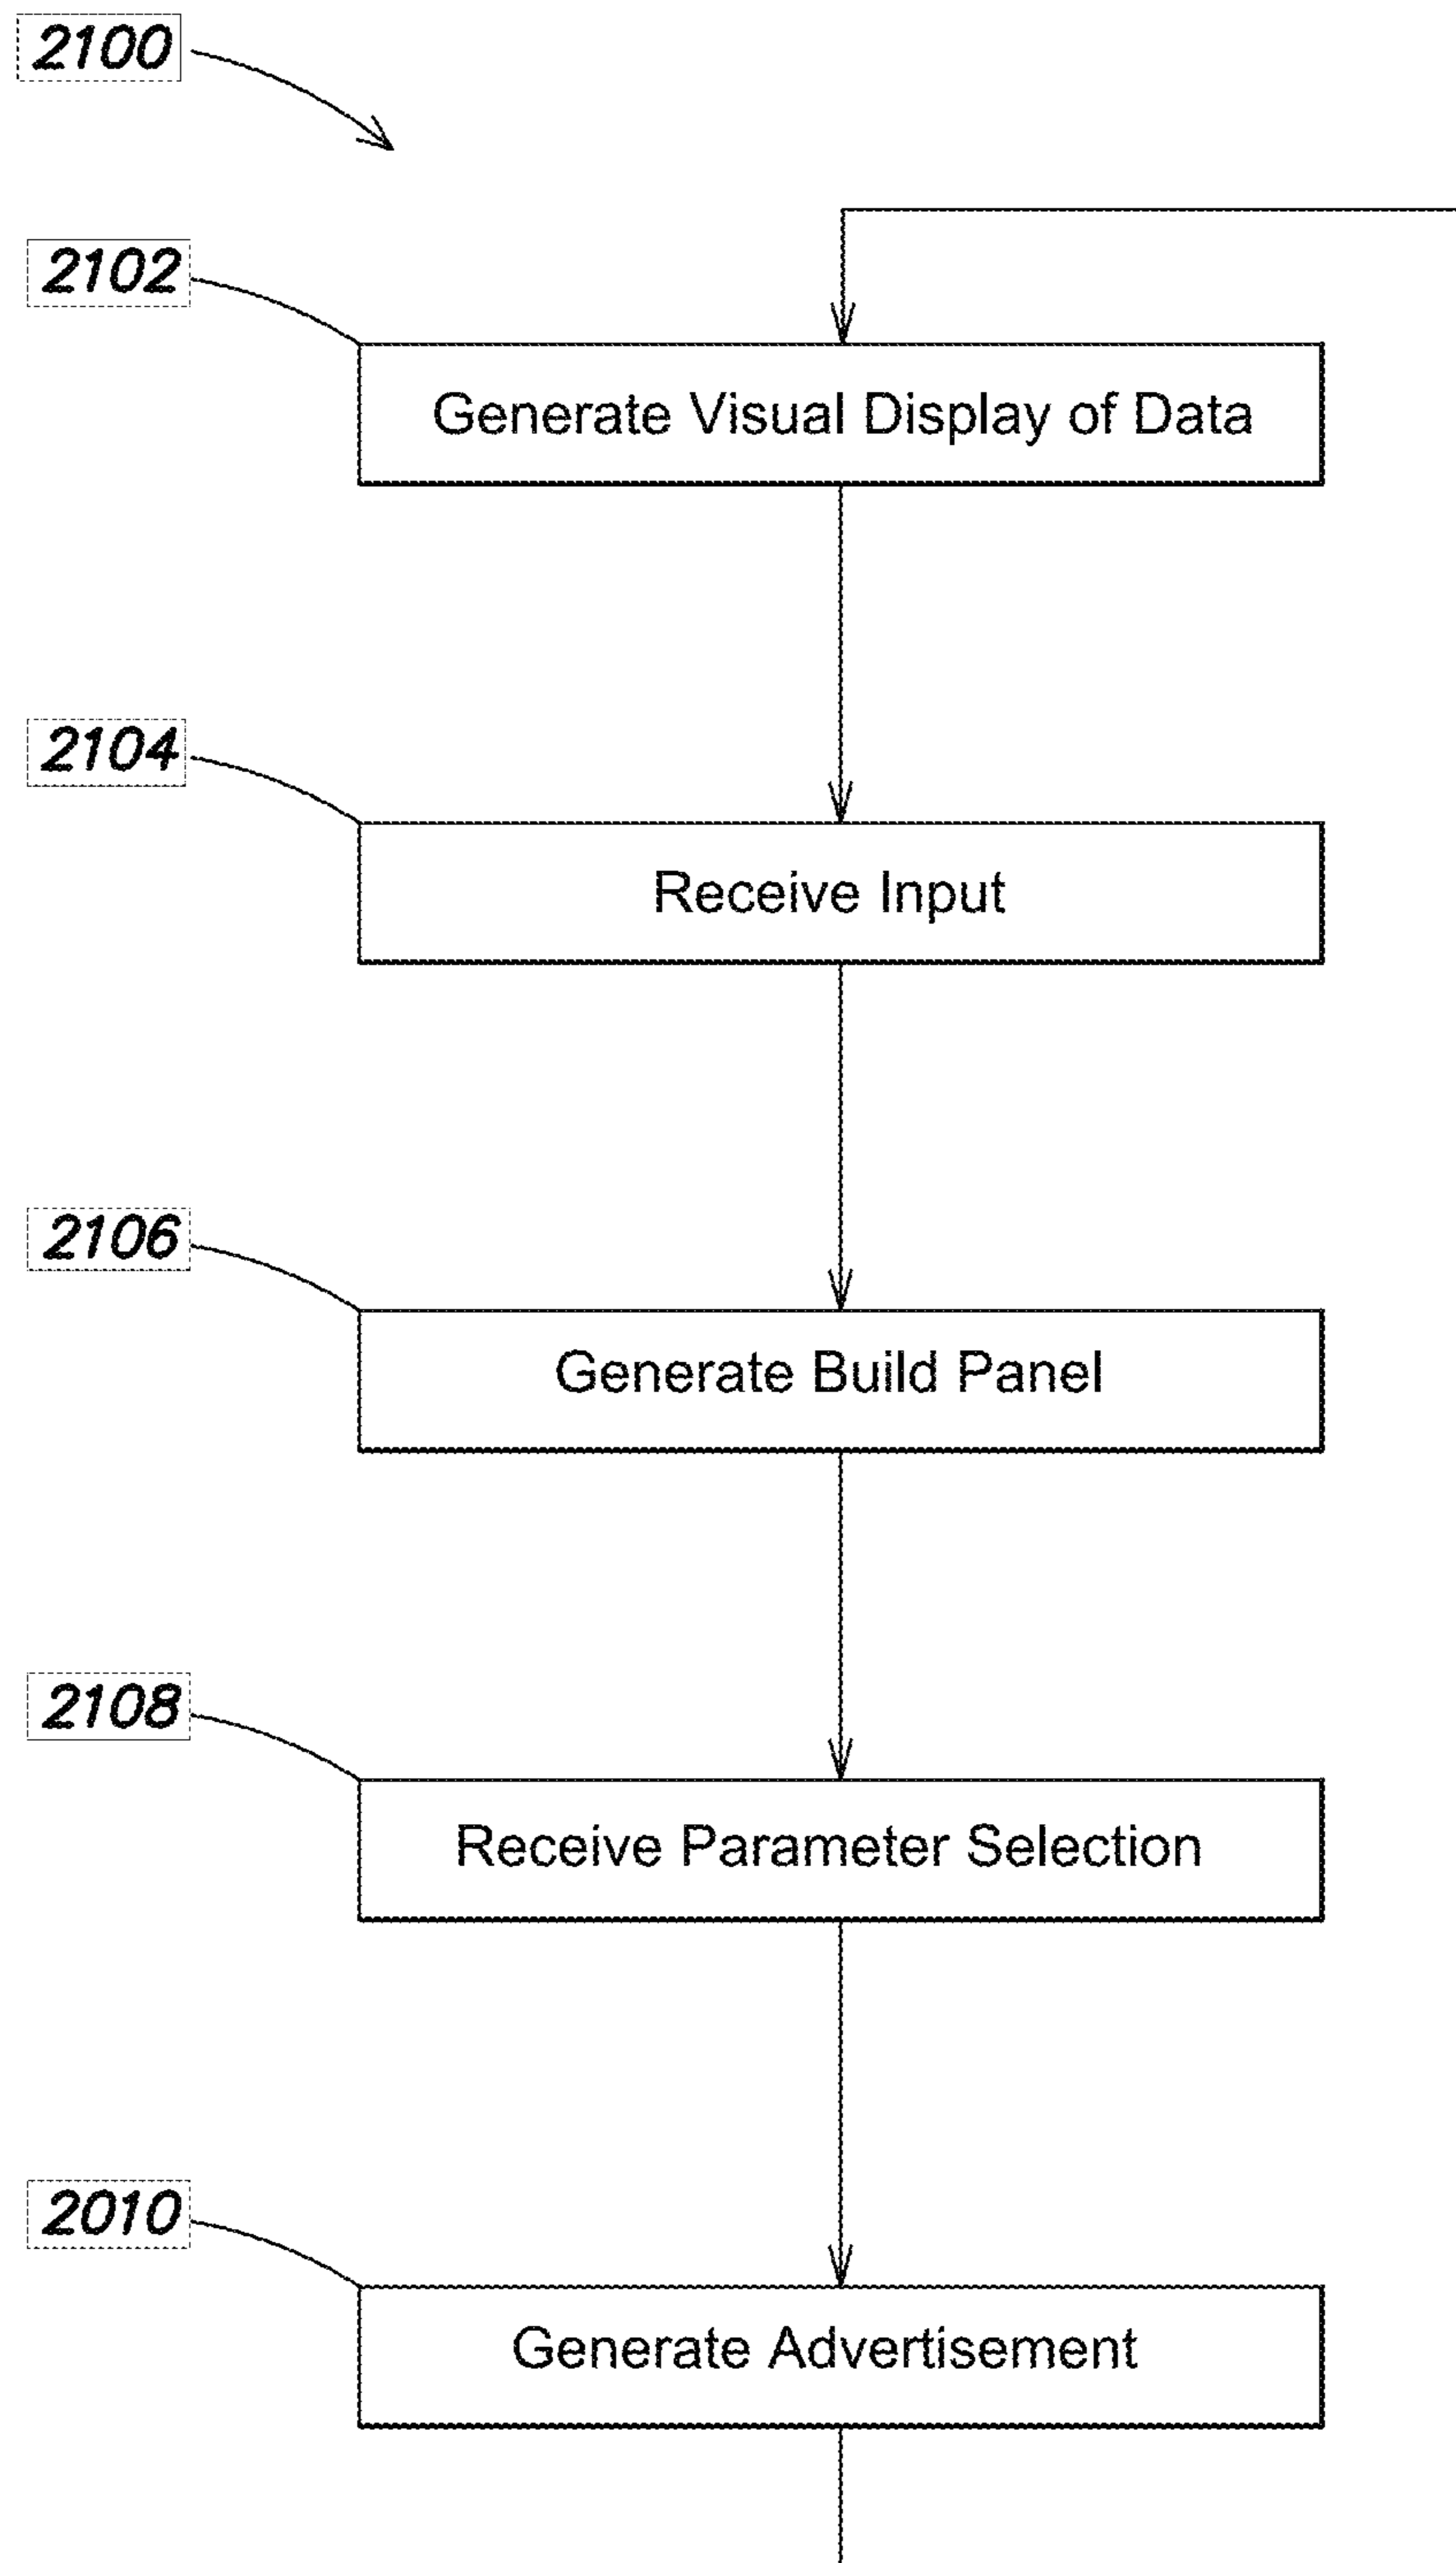 2100
2102
Generate Visual Display of Data
2104
Receive Input
2106
Generate Build Panel
2108
Receive Parameter Selection
2010
Generate Advertisement